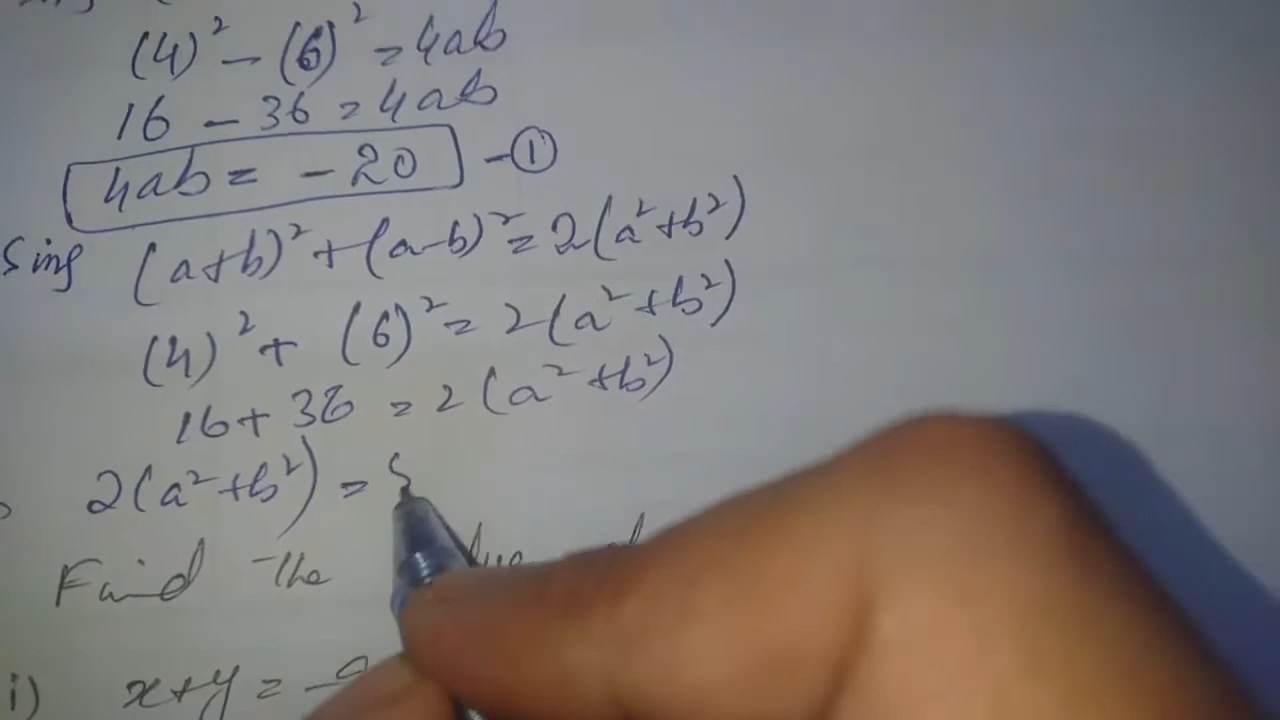 (4)² - (6)² = 4ab
16 - 36 = 4ab
4ab = - 20 - ①
Sing (a+b)² + (a-b)² = 2(a²+b²)
(4)² + (6)² = 2(a²+b²)
16 + 36 = 2(a²+b²)
2(a²+b²) = 5
Find the
i) x+y =